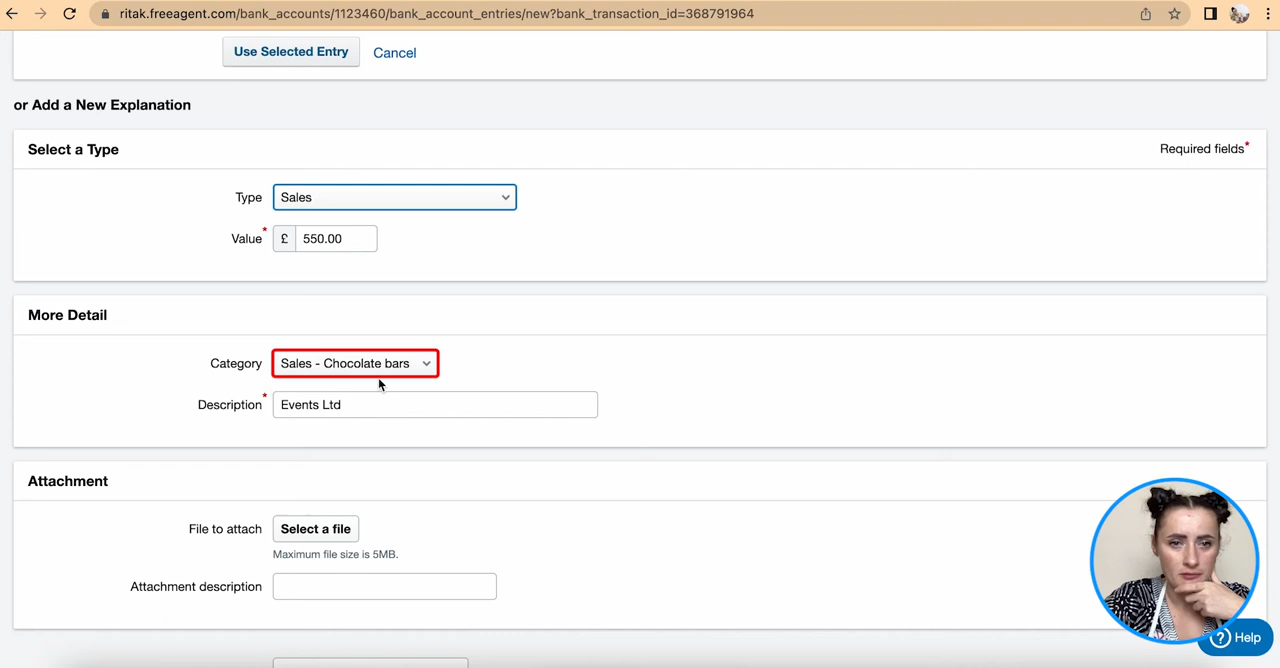 ritak.freeagent.com/bank_accounts/1123460/bank_account_entries/new?bank_transaction_id=368791964
Use Selected Entry Cancel
or Add a New Explanation
Select a Type Required fields*
Type Sales
Value* £ 550.00
More Detail
Category Sales - Chocolate bars
Description* Events Ltd
Attachment
File to attach Select a file
Maximum file size is 5MB.
Attachment description
? Help